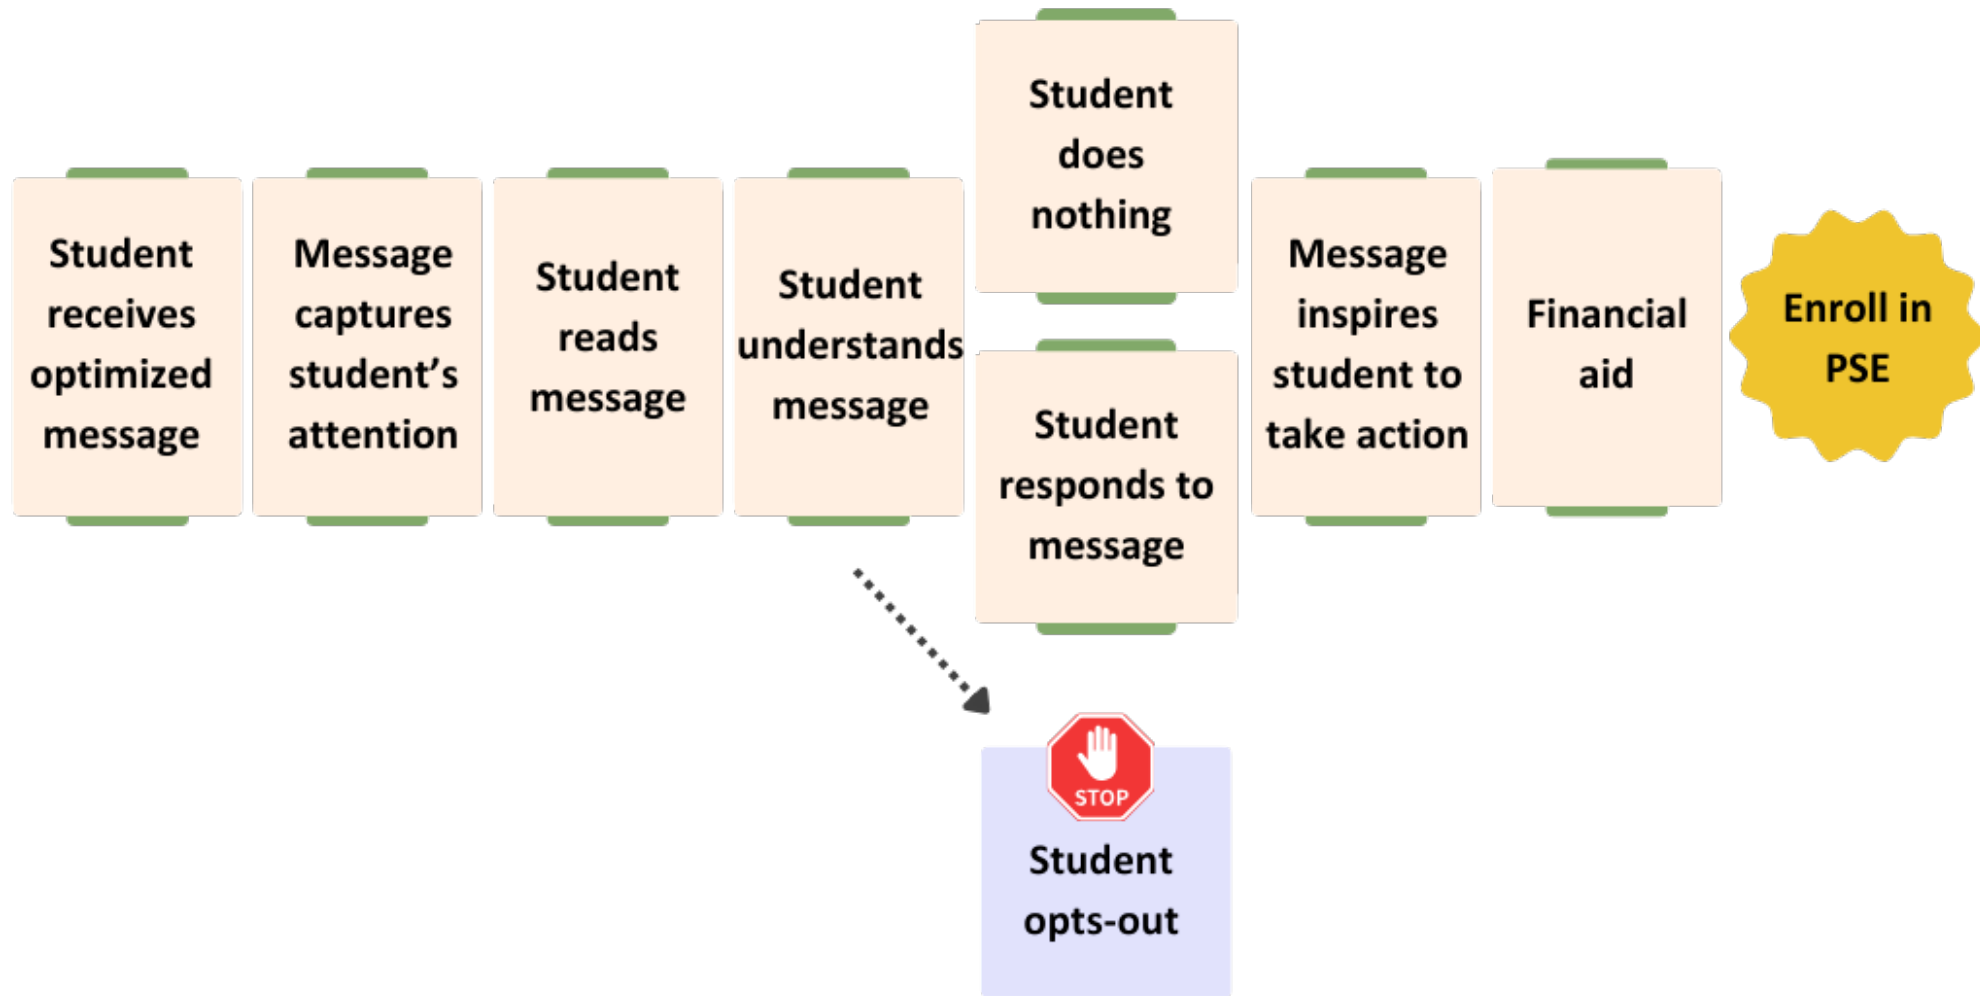 Student
receives
optimized
message
Message
captures
student’s
attention
Student
reads
message
Student
understands
message
Student
does
nothing
Student
responds to
message
Message
inspires
student to
take action
Financial
aid
Enroll in
PSE
STOP
Student
opts-out